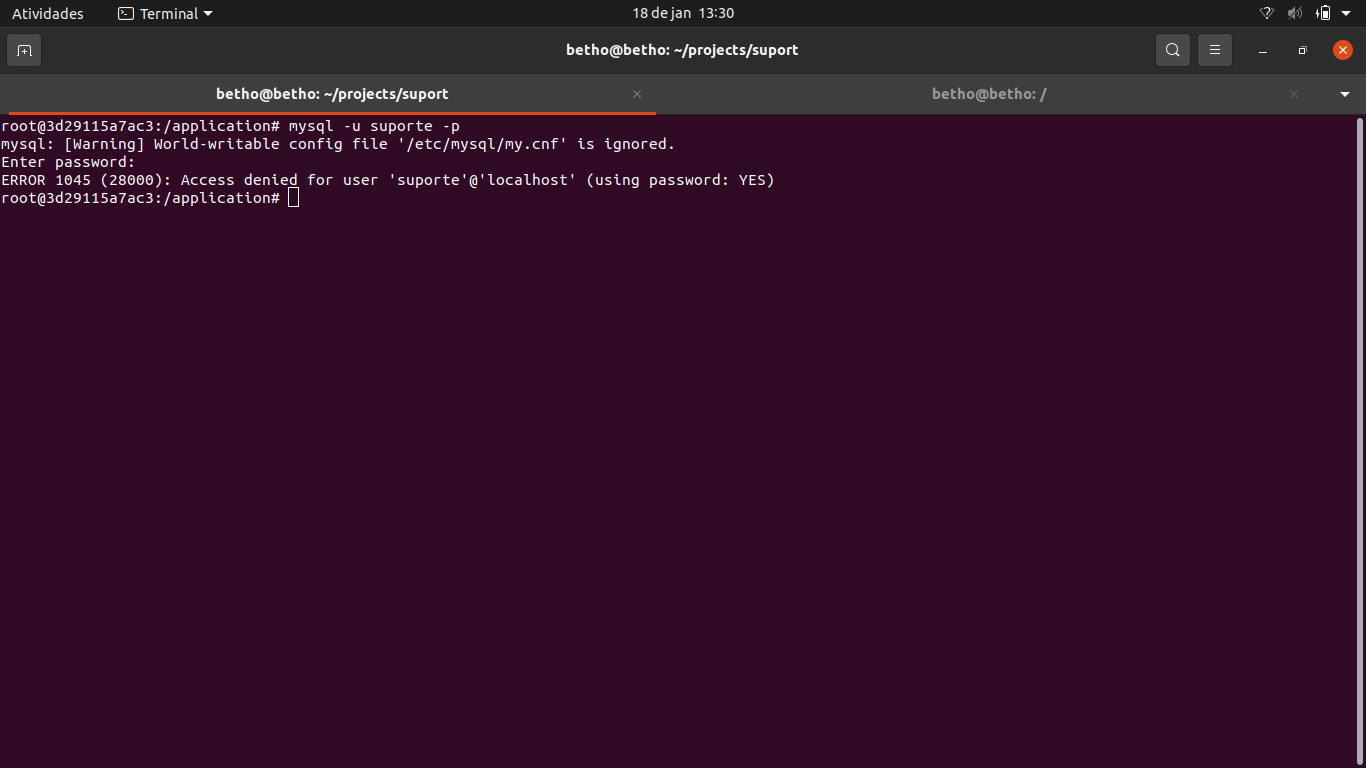 Atividades Terminal 18 de jan 13:30
betho@betho: ~/projects/suport
betho@betho: ~/projects/suport betho@betho: /
root@3d29115a7ac3:/application# mysql -u suporte -p
mysql: [Warning] World-writable config file '/etc/mysql/my.cnf' is ignored.
Enter password:
ERROR 1045 (28000): Access denied for user 'suporte'@'localhost' (using password: YES)
root@3d29115a7ac3:/application#